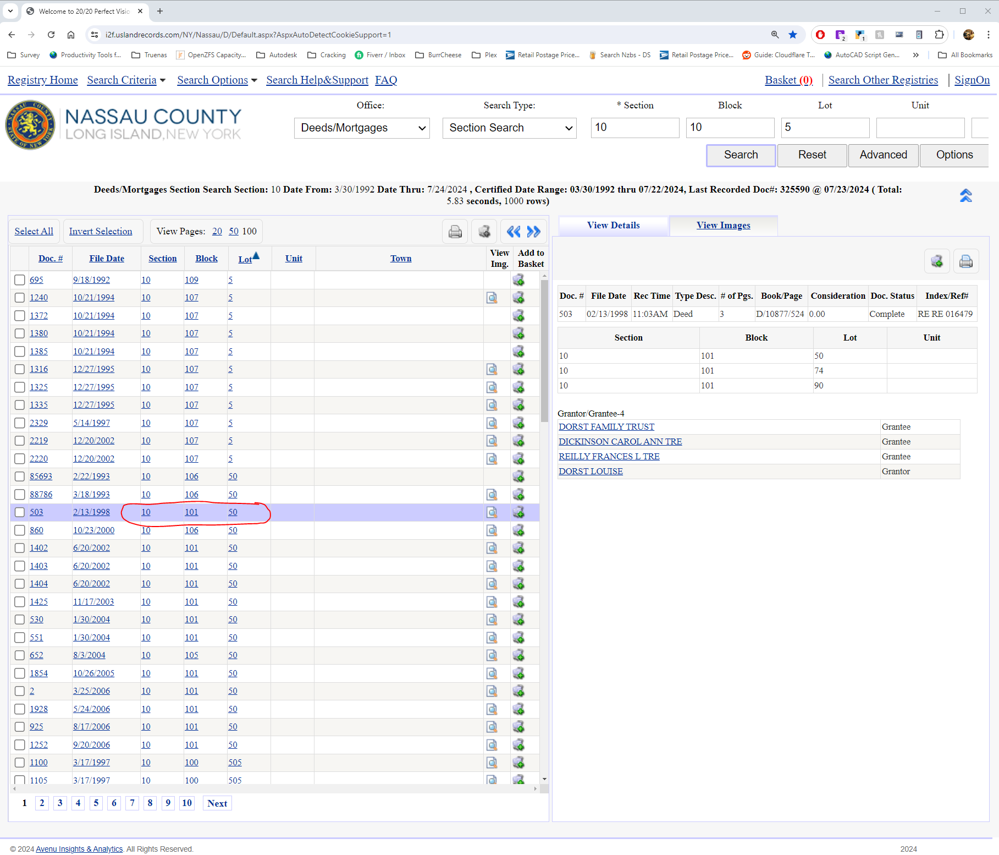 Welcome to 20/20 Perfect Visio
i2f.uslandrecords.com/NY/Nassau/D/Default.aspx?AspxAutoDetectCookieSupport=1
2
1
Survey Productivity Tools f... Truenas OpenZFS Capacity... Autodesk Cracking Fiverr / Inbox BurrCheese Plex Retail Postage Price... Search Nzbs - DS Retail Postage Price... Guide: Cloudflare T... AutoCAD Script Gen... » All Bookmarks
Registry Home Search Criteria Search Options Search Help&Support FAQ Basket (0) Search Other Registries SignOn
NASSAU COUNTY
LONG ISLAND, NEW YORK
Office: Search Type: * Section Block Lot Unit
Deeds/Mortgages Section Search 10 10 5
Search Reset Advanced Options
Deeds/Mortgages Section Search Section: 10 Date From: 3/30/1992 Date Thru: 7/24/2024 , Certified Date Range: 03/30/1992 thru 07/22/2024, Last Recorded Doc#: 325590 @ 07/23/2024 ( Total:
5.83 seconds, 1000 rows)
Select All Invert Selection View Pages: 20 50 100
Doc. # File Date Section Block Lot Unit Town View Img. Add to Basket
695 9/18/1992 10 109 5
1240 10/21/1994 10 107 5
1372 10/21/1994 10 107 5
1380 10/21/1994 10 107 5
1385 10/21/1994 10 107 5
1316 12/27/1995 10 107 5
1325 12/27/1995 10 107 5
1335 12/27/1995 10 107 5
2329 5/14/1997 10 107 5
2219 12/20/2002 10 107 5
2220 12/20/2002 10 107 5
85693 2/22/1993 10 106 50
88786 3/18/1993 10 106 50
503 2/13/1998 10 101 50
860 10/23/2000 10 106 50
1402 6/20/2002 10 101 50
1403 6/20/2002 10 101 50
1404 6/20/2002 10 101 50
1425 11/17/2003 10 101 50
530 1/30/2004 10 101 50
551 1/30/2004 10 101 50
652 8/3/2004 10 105 50
1854 10/26/2005 10 101 50
2 3/25/2006 10 101 50
1928 5/24/2006 10 101 50
925 8/17/2006 10 101 50
1252 9/20/2006 10 101 50
1100 3/17/1997 10 100 505
1105 3/17/1997 10 100 505
1 2 3 4 5 6 7 8 9 10 Next
View Details View Images
Doc. # File Date Rec Time Type Desc. # of Pgs. Book/Page Consideration Doc. Status Index/Ref#
503 02/13/1998 11:03AM Deed 3 D/10877/524 0.00 Complete RE RE 016479
Section Block Lot Unit
10 101 50
10 101 74
10 101 90
Grantor/Grantee-4
DORST FAMILY TRUST Grantee
DICKINSON CAROL ANN TRE Grantee
REILLY FRANCES L TRE Grantee
DORST LOUISE Grantor
© 2024 Avenu Insights & Analytics. All Rights Reserved. 2024